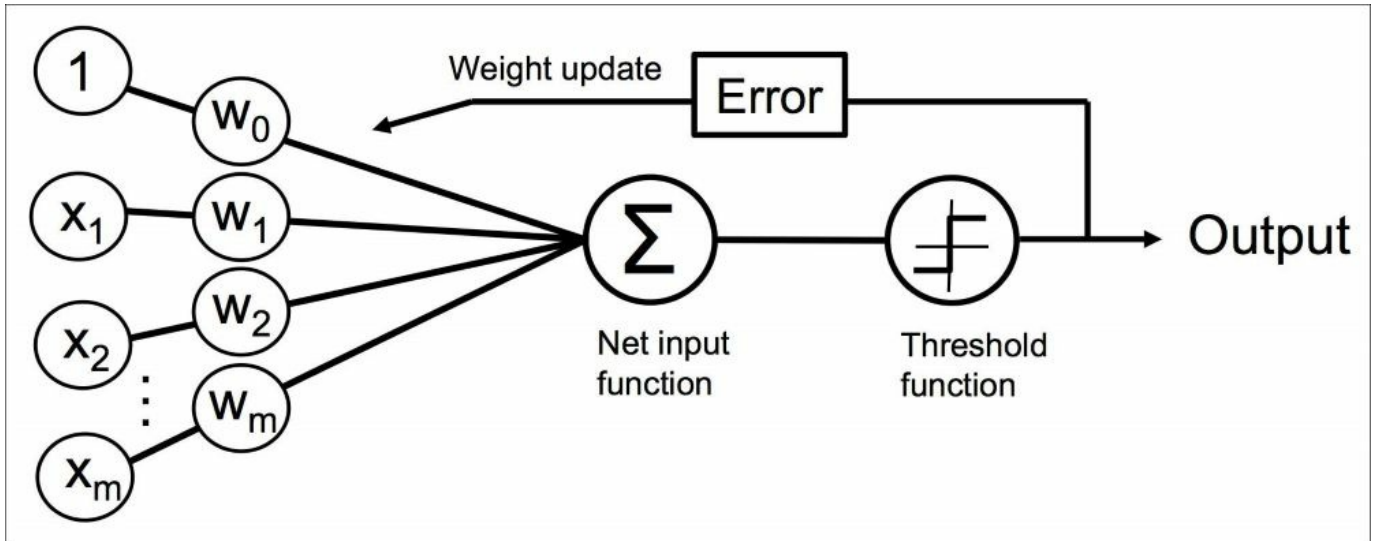 1
w₀
Weight update
Error
x₁
w₁
Σ
Output
x₂
w₂
Net input
function
Threshold
function
⋮
xₘ
wₘ